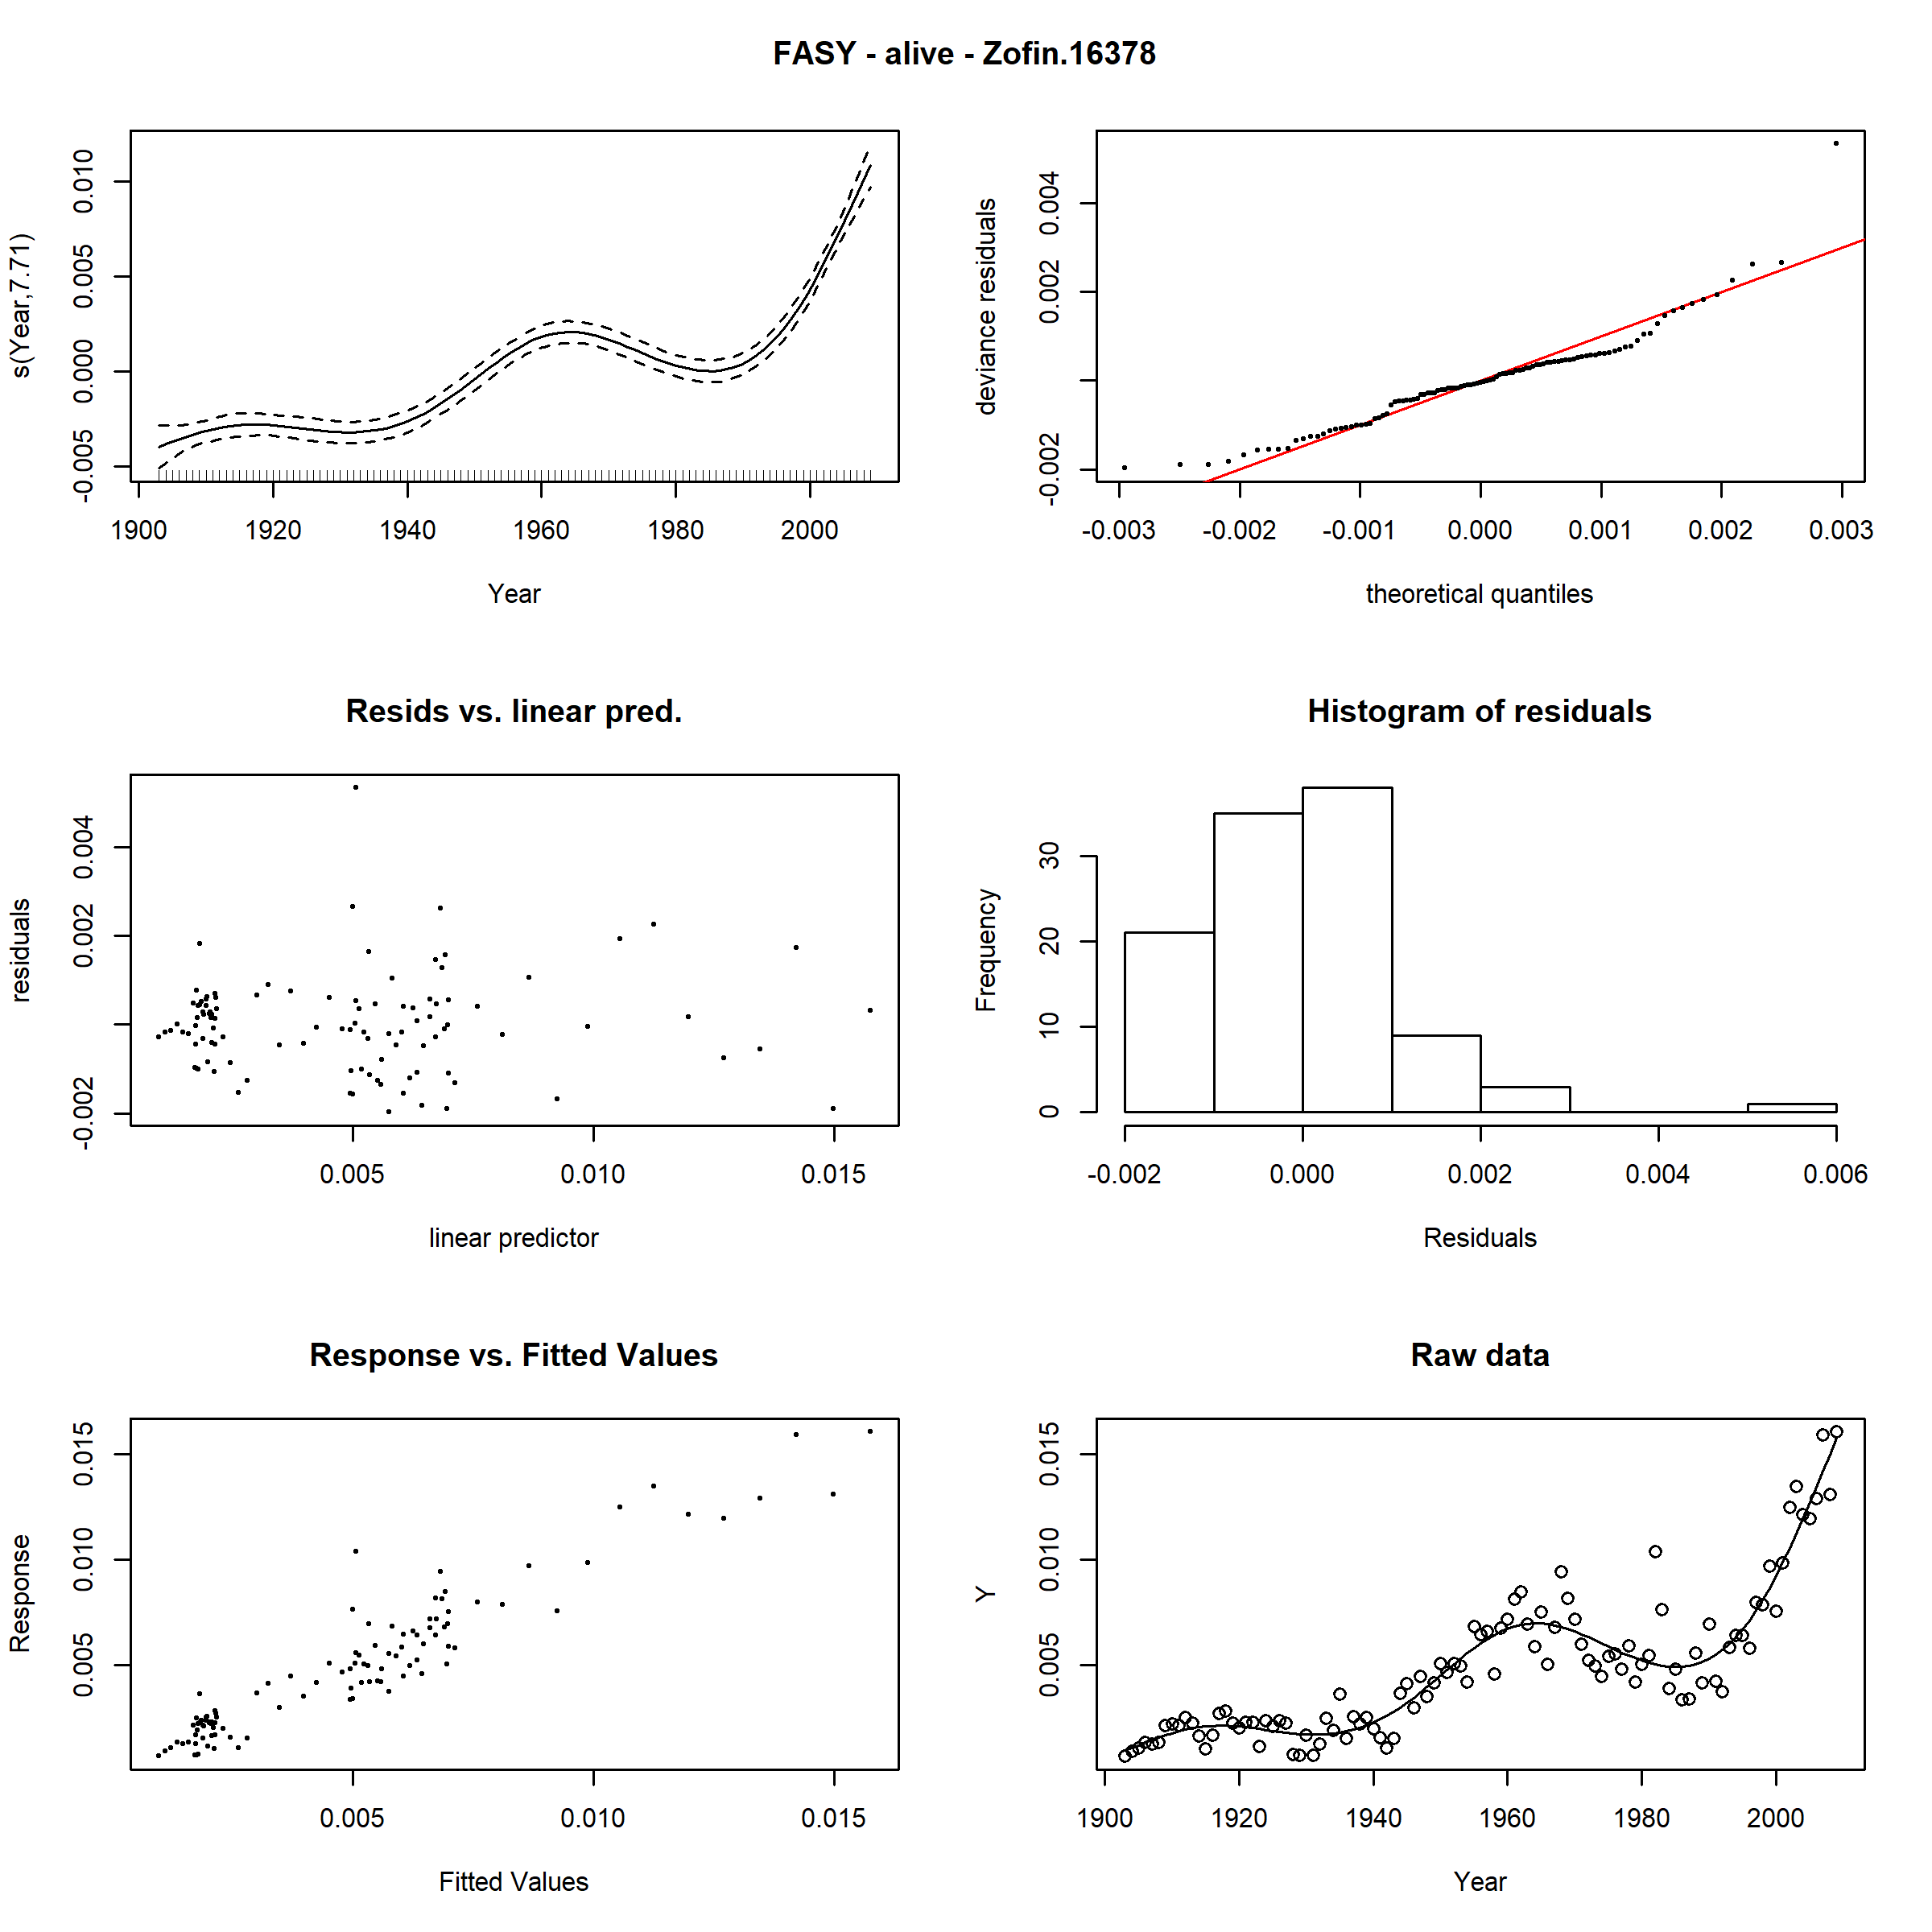 FASY - alive - Zofin.16378
s(Year,7.71)
-0.005 0.000 0.005 0.010
1900 1920 1940 1960 1980 2000
Year
deviance residuals
-0.002 0.002 0.004
-0.003 -0.002 -0.001 0.000 0.001 0.002 0.003
theoretical quantiles
Resids vs. linear pred.
residuals
-0.002 0.002 0.004
0.005 0.010 0.015
linear predictor
Histogram of residuals
Frequency
0 10 20 30
-0.002 0.000 0.002 0.004 0.006
Residuals
Response vs. Fitted Values
Response
0.005 0.010 0.015
0.005 0.010 0.015
Fitted Values
Raw data
Y
0.005 0.010 0.015
1900 1920 1940 1960 1980 2000
Year